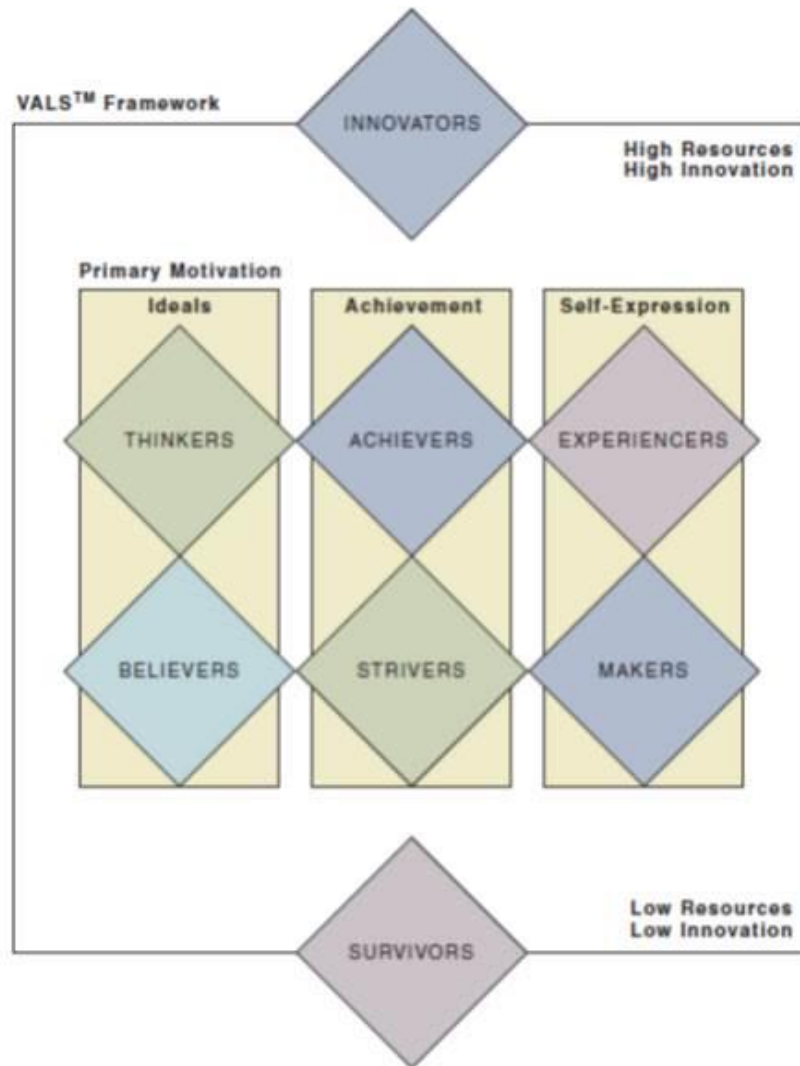 VALS™ Framework
INNOVATORS
High Resources
High Innovation
Primary Motivation
Ideals
Achievement
Self-Expression
THINKERS
ACHIEVERS
EXPERIENCERS
BELIEVERS
STRIVERS
MAKERS
Low Resources
Low Innovation
SURVIVORS